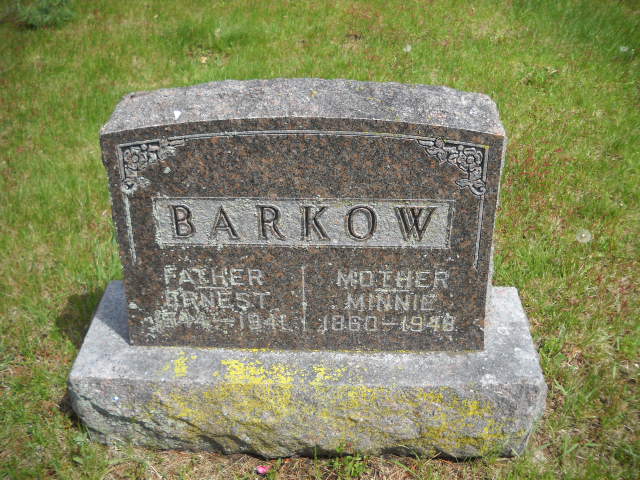 BARKOW
FATHER
ERNEST
1941
MOTHER
MINNIE
1860-1948